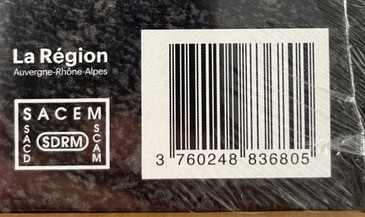 La Région
Auvergne-Rhône-Alpes
SACEM
SACD
SDRM
SCAM
3 760248 836805